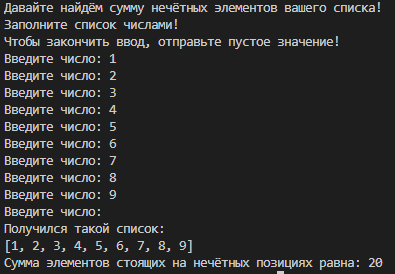 Давайте найдём сумму нечётных элементов вашего списка!
Заполните список числами!
Чтобы закончить ввод, отправьте пустое значение!
Введите число: 1
Введите число: 2
Введите число: 3
Введите число: 4
Введите число: 5
Введите число: 6
Введите число: 7
Введите число: 8
Введите число: 9
Введите число:
Получился такой список:
[1, 2, 3, 4, 5, 6, 7, 8, 9]
Сумма элементов стоящих на нечётных позициях равна: 20